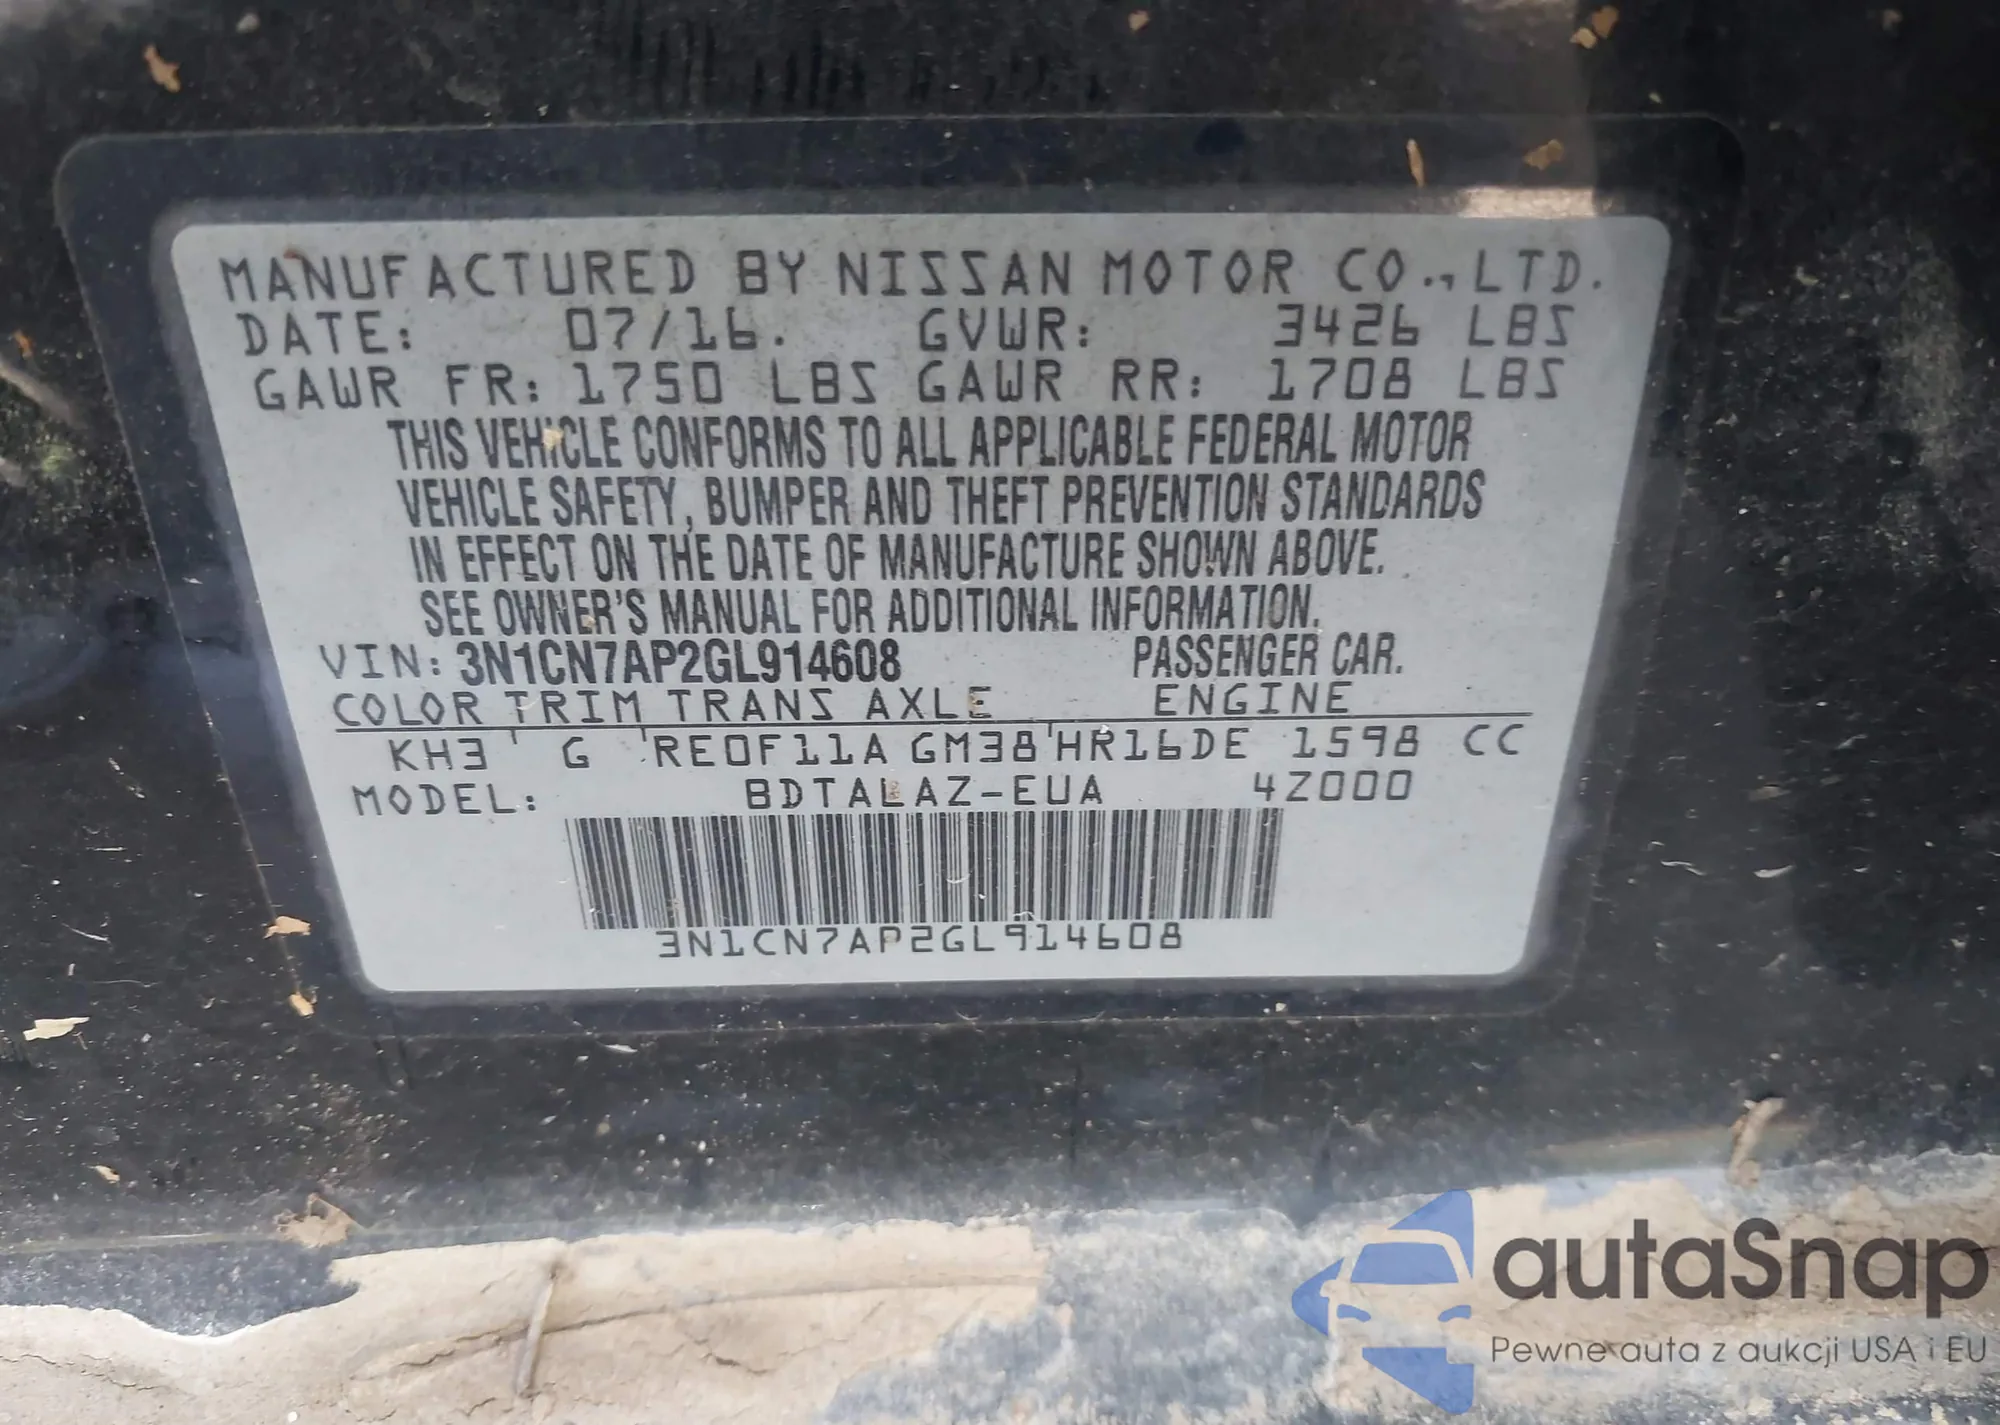 MANUFACTURED BY NISSAN MOTOR CO., LTD.
DATE: 07/16. GVWR: 3426 LBS
GAWR FR: 1750 LBS GAWR RR: 1708 LBS
THIS VEHICLE CONFORMS TO ALL APPLICABLE FEDERAL MOTOR
VEHICLE SAFETY, BUMPER AND THEFT PREVENTION STANDARDS
IN EFFECT ON THE DATE OF MANUFACTURE SHOWN ABOVE.
SEE OWNER'S MANUAL FOR ADDITIONAL INFORMATION.
VIN: 3N1CN7AP2GL914608 PASSENGER CAR.
COLOR TRIM TRANS AXLE ENGINE
KH3 G RE0F11A GM38 HR16DE 1598 CC
MODEL: BDTALAZ-EUA 4Z000
3N1CN7AP2GL914608
autaSnap
Pewne auta z aukcji USA i EU